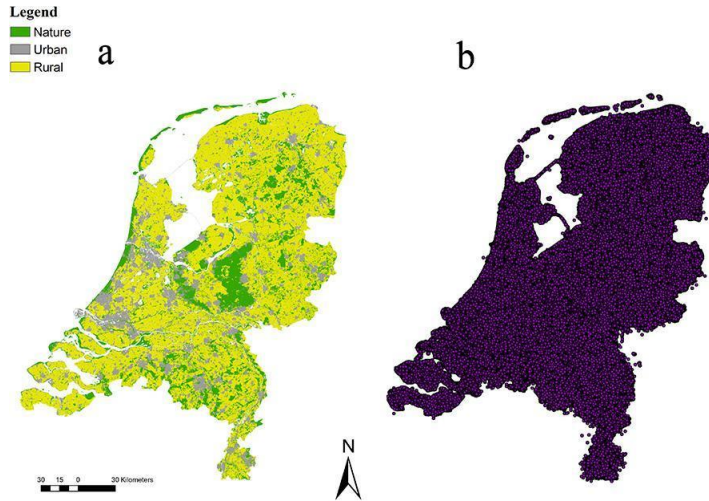 Legend
Nature
Urban
Rural
a
b
N
30 15 0 30 Kilometers